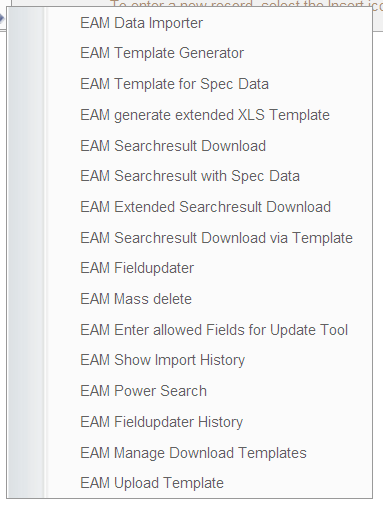 To enter a new record, select the Insert ico
EAM Data Importer
EAM Template Generator
EAM Template for Spec Data
EAM generate extended XLS Template
EAM Searchresult Download
EAM Searchresult with Spec Data
EAM Extended Searchresult Download
EAM Searchresult Download via Template
EAM Fieldupdater
EAM Mass delete
EAM Enter allowed Fields for Update Tool
EAM Show Import History
EAM Power Search
EAM Fieldupdater History
EAM Manage Download Templates
EAM Upload Template